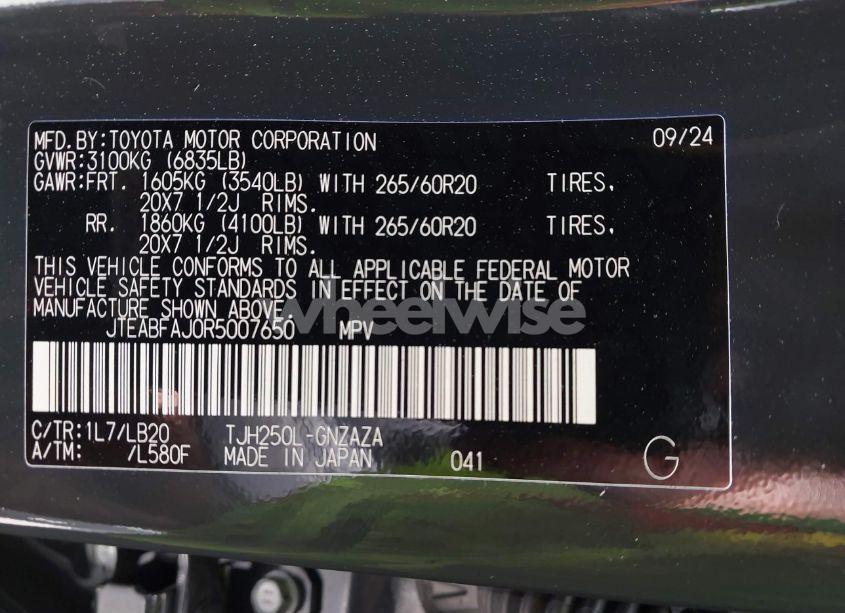 MFD.BY:TOYOTA MOTOR CORPORATION 09/24
GVWR:3100KG (6835LB)
GAWR:FRT. 1605KG (3540LB) WITH 265/60R20 TIRES.
20X7 1/2J RIMS.
RR. 1860KG (4100LB) WITH 265/60R20 TIRES.
20X7 1/2J RIMS.
THIS VEHICLE CONFORMS TO ALL APPLICABLE FEDERAL MOTOR
VEHICLE SAFETY STANDARDS IN EFFECT ON THE DATE OF
MANUFACTURE SHOWN ABOVE.
wheelwise
JTEABFAJ0R5007650 MPV
C/TR:1L7/LB20 TJH250L-GNZAZA
A/TM: /L580F MADE IN JAPAN 041 G